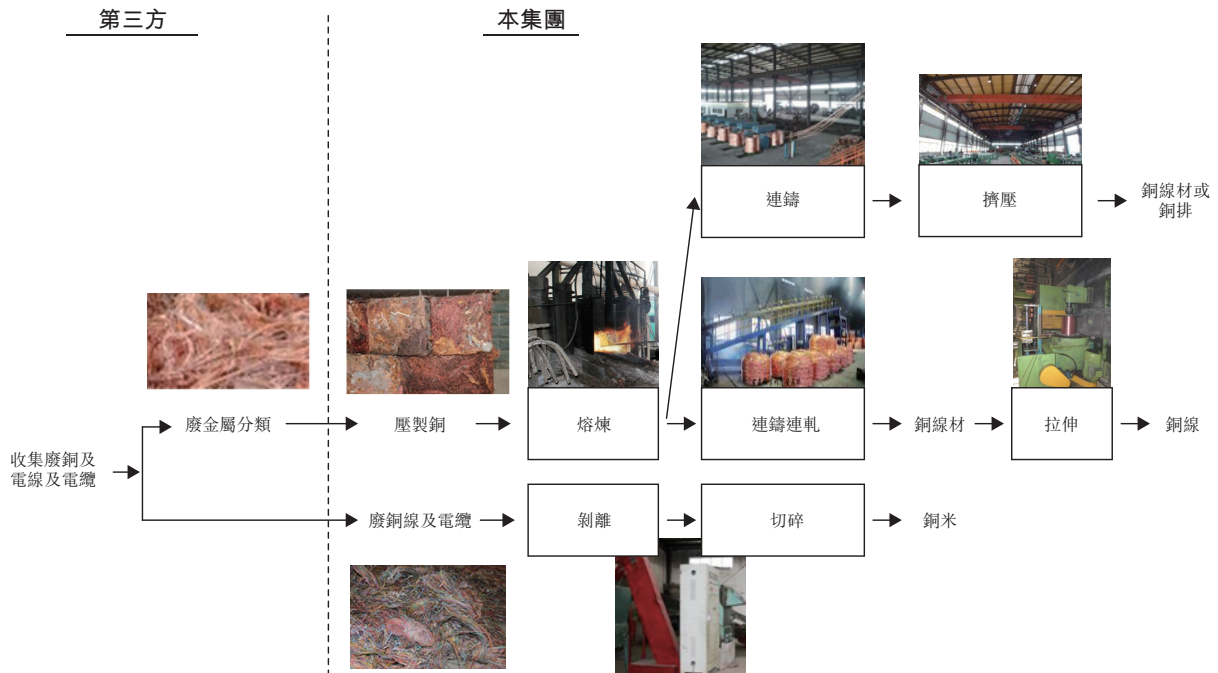 第三方
本集團
連鑄
擠壓
銅線材或
銅排
廢金屬分類
壓製銅
熔煉
連鑄連軋
銅線材
拉伸
銅線
收集廢銅及
電線及電纜
廢銅線及電纜
剝離
切碎
銅米